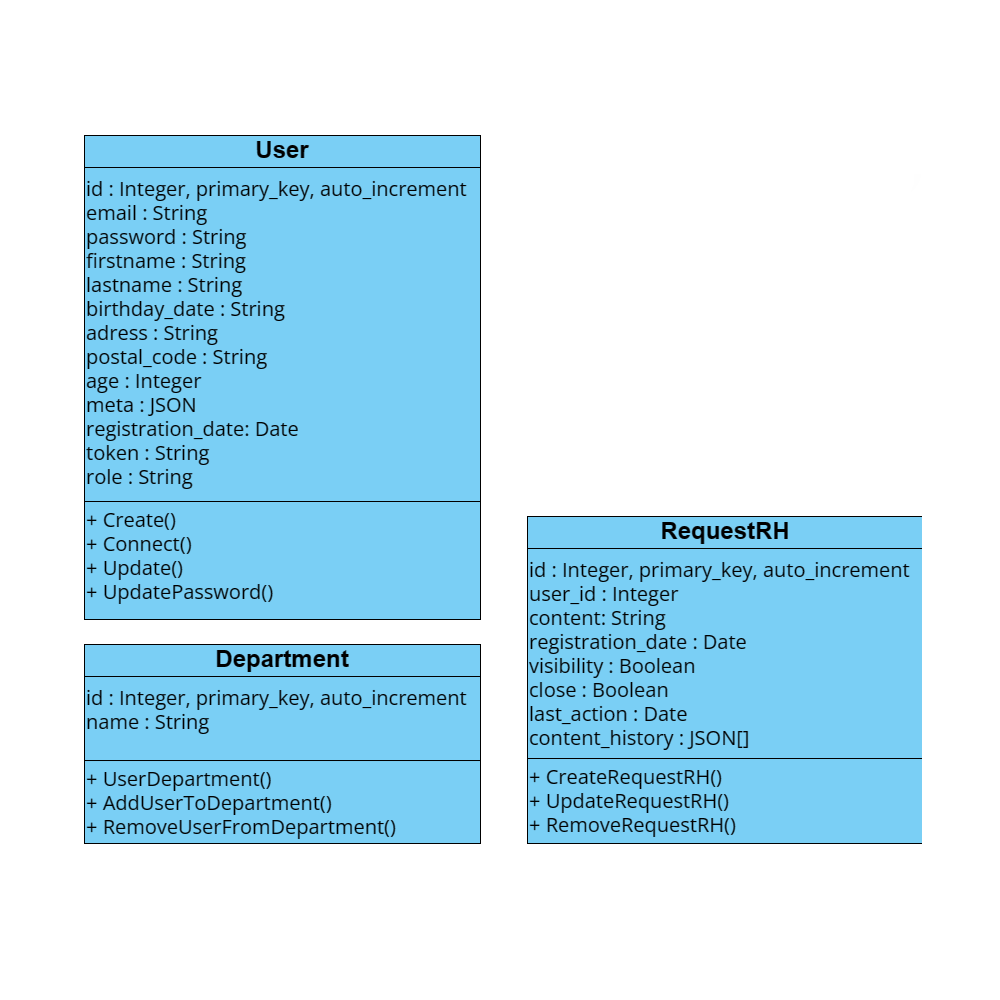 User
id : Integer, primary_key, auto_increment
email : String
password : String
firstname : String
lastname : String
birthday_date : String
adress : String
postal_code : String
age : Integer
meta : JSON
registration_date: Date
token : String
role : String
+ Create()
+ Connect()
+ Update()
+ UpdatePassword()
Department
id : Integer, primary_key, auto_increment
name : String
+ UserDepartment()
+ AddUserToDepartment()
+ RemoveUserFromDepartment()
RequestRH
id : Integer, primary_key, auto_increment
user_id : Integer
content: String
registration_date : Date
visibility : Boolean
close : Boolean
last_action : Date
content_history : JSON[]
+ CreateRequestRH()
+ UpdateRequestRH()
+ RemoveRequestRH()